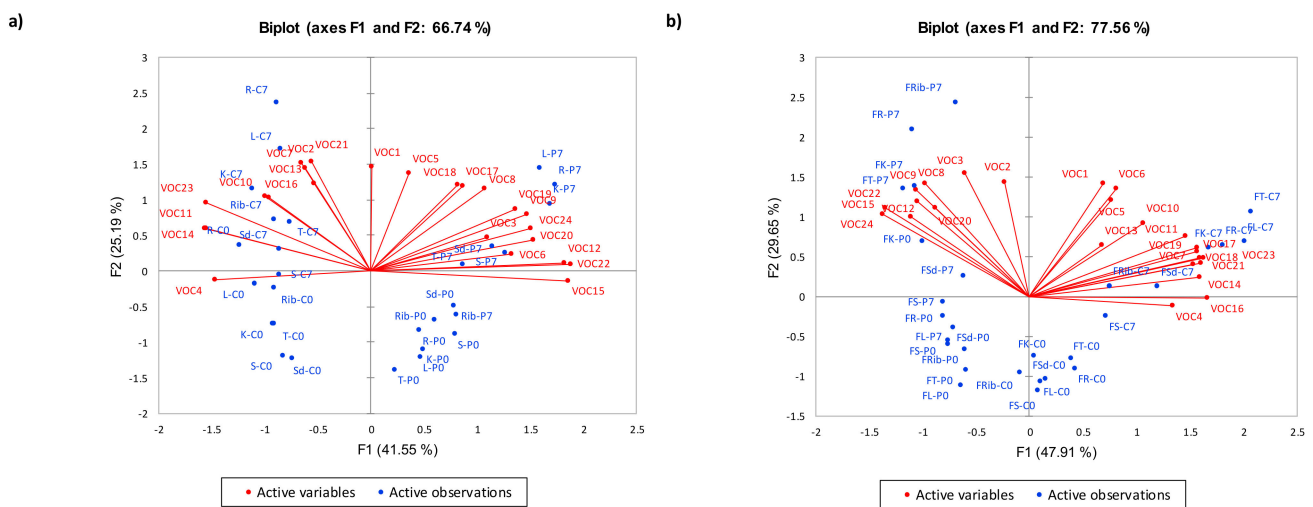 a)
Biplot (axes F1 and F2: 66.74 %)
3
2.5
2
1.5
1
0.5
0
-0.5
-1
-1.5
-2
F2 (25.19 %)
R-C7
L-C7
VOC2
VOC21
VOC7
VOC13
VOC1
VOC5
L-P7
K-C7
VOC10
VOC16
VOC18
VOC17
VOC8
R-P7
K-P7
VOC23
VOC19
VOC9
Rib-C7
VOC11
VOC24
VOC14
R-C0
Sd-C7
T-C7
VOC3
VOC20
Sd-P7
VOC12
T-P7
S-P7
VOC6
VOC22
S-C7
VOC4
VOC15
L-C0
Rib-C0
Sd-P0
Rib-P0
Rib-P7
K-C0
T-C0
R-P0
S-P0
K-P0
S-C0
Sd-C0
L-P0
T-P0
-2 -1.5 -1 -0.5 0 0.5 1 1.5 2 2.5
F1 (41.55 %)
Active variables Active observations
b)
Biplot (axes F1 and F2: 77.56 %)
3
2.5
2
1.5
1
0.5
0
-0.5
-1
-1.5
F2 (29.65 %)
FRib-P7
FR-P7
FK-P7
VOC3
VOC2
FT-P7
VOC9
VOC8
VOC1
VOC6
VOC22
VOC15
VOC12
VOC24
VOC20
VOC5
VOC10
FT-C7
VOC13
VOC11
FK-C7
FR-C7
FL-C7
FK-P0
VOC19
VOC17
VOC7
VOC18
VOC23
VOC21
FSd-P7
FRib-C7
FSd-C7
VOC14
FS-P7
VOC4
VOC16
FR-P0
FS-C7
FL-P7
FSd-P0
FS-P0
FRib-P0
FK-C0
FT-C0
FSd-C0
FT-P0
FRib-C0
FR-C0
FL-P0
FS-C0
FL-C0
-2 -1.5 -1 -0.5 0 0.5 1 1.5 2 2.5
F1 (47.91 %)
Active variables Active observations